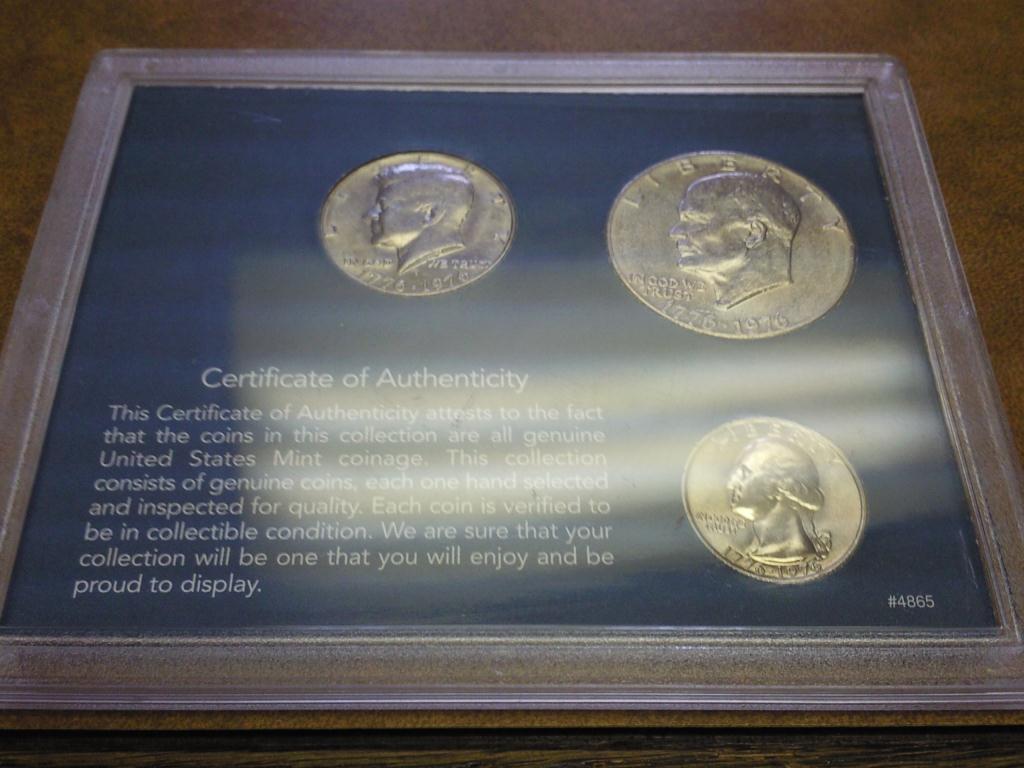 LIBERTY
IN GOD WE
TRUST
1776·1976
WE TRUST
1776·1976
Certificate of Authenticity
This Certificate of Authenticity attests to the fact
that the coins in this collection are all genuine
United States Mint coinage. This collection
consists of genuine coins, each one hand selected
and inspected for quality. Each coin is verified to
be in collectible condition. We are sure that your
collection will be one that you will enjoy and be
proud to display.
LIBERTY
1776·1976
#4865